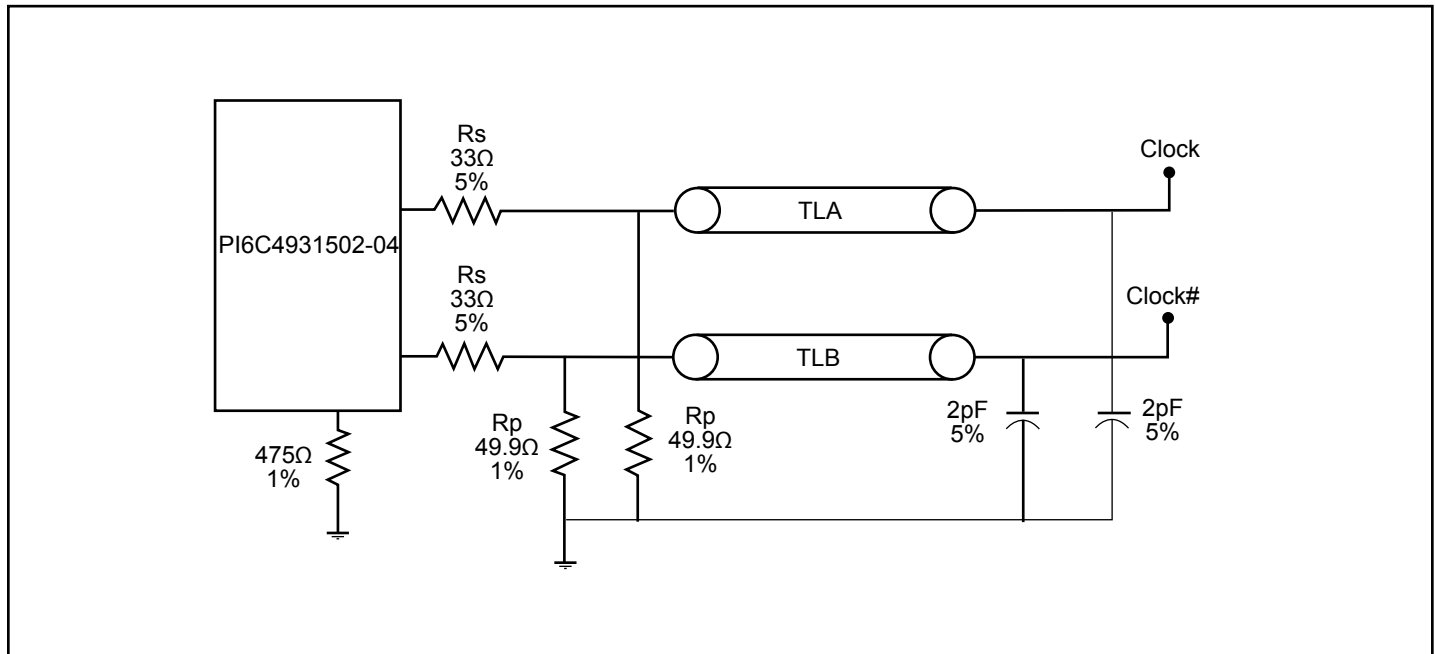 Rs
33Ω
5%
Clock
TLA
PI6C4931502-04
Rs
33Ω
5%
Clock#
TLB
475Ω
1%
Rp
49.9Ω
1%
Rp
49.9Ω
1%
2pF
5%
2pF
5%